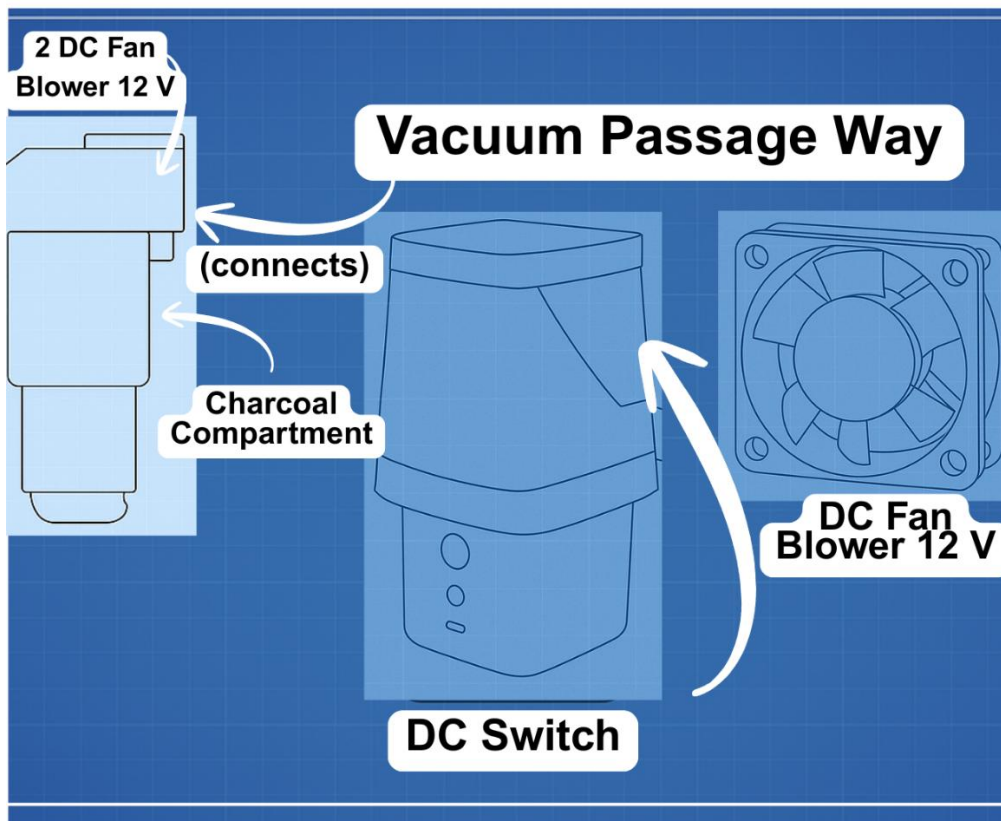 2 DC Fan
Blower 12 V
Vacuum Passage Way
(connects)
Charcoal
Compartment
DC Fan
Blower 12 V
DC Switch